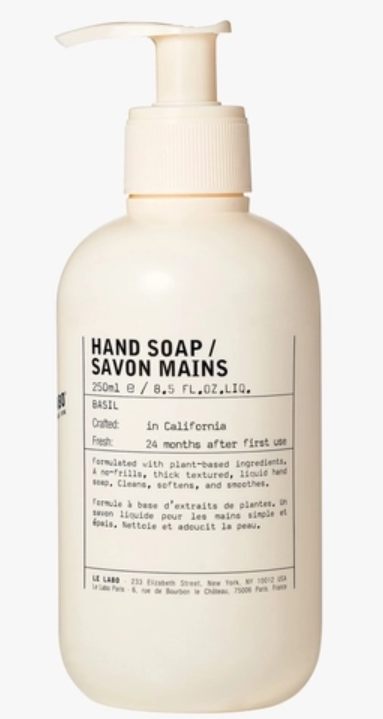 HAND SOAP /
SAVON MAINS
250ml ℮ / 8.5 FL.OZ.LIQ.
BASIL
Crafted: in California
Fresh: 24 months after first use
Formulated with plant-based ingredients.
A no-frills, thick textured, liquid hand
soap. Cleans, softens, and smoothes.
Formule à base d'extraits de plantes. Un
savon liquide pour les mains simple et
épais. Nettoie et adoucit la peau.
LE LABO - 233 Elizabeth Street, New York, NY 10012 USA
Le Labo Paris - 6, rue de Bourbon le Château, 75006 Paris, France